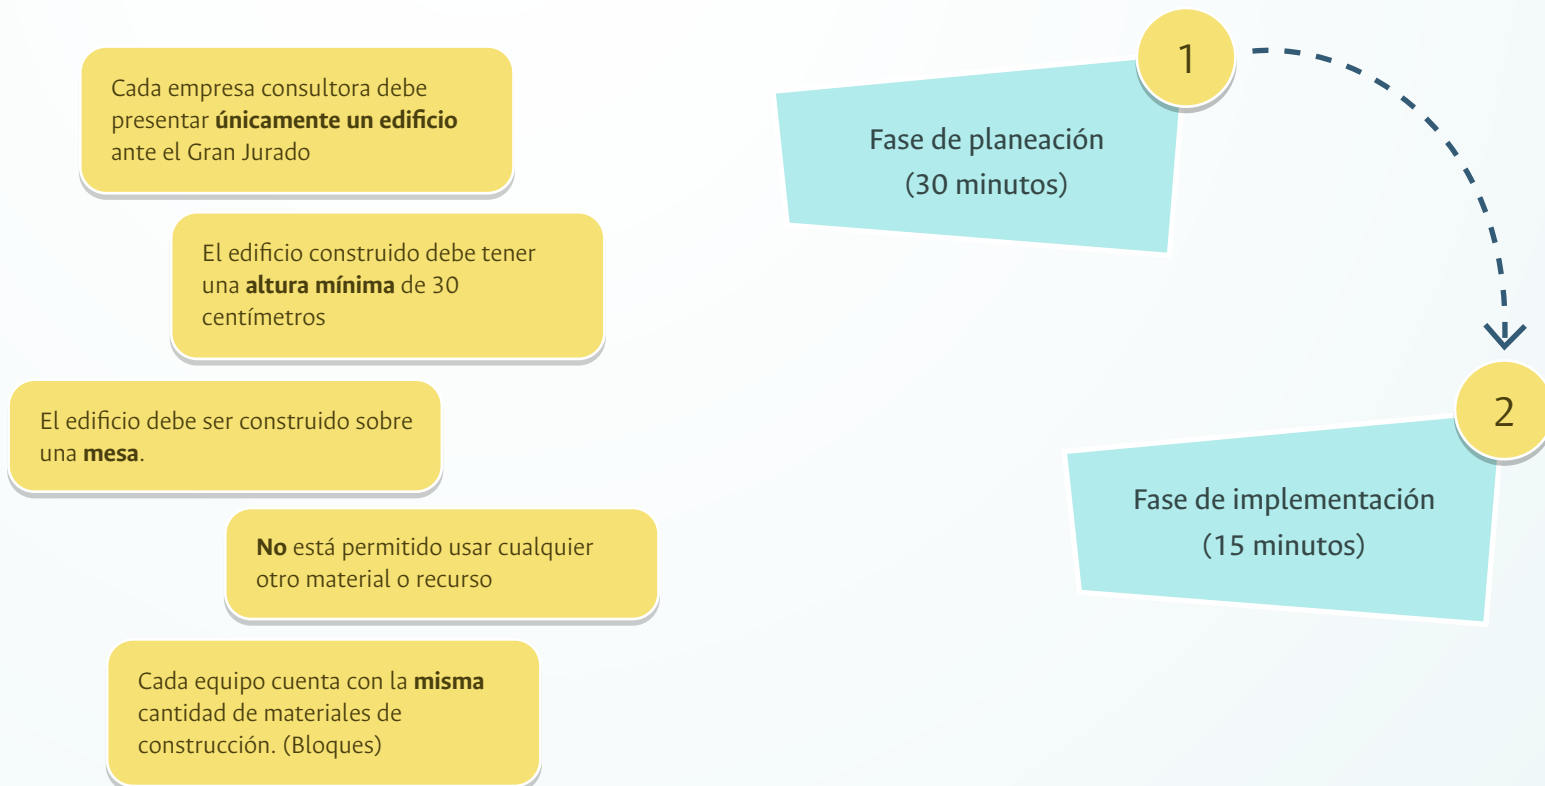 Cada empresa consultora debe
presentar únicamente un edificio
ante el Gran Jurado
El edificio construido debe tener
una altura mínima de 30
centímetros
El edificio debe ser construido sobre
una mesa.
No está permitido usar cualquier
otro material o recurso
Cada equipo cuenta con la misma
cantidad de materiales de
construcción. (Bloques)
1
Fase de planeación
(30 minutos)
2
Fase de implementación
(15 minutos)